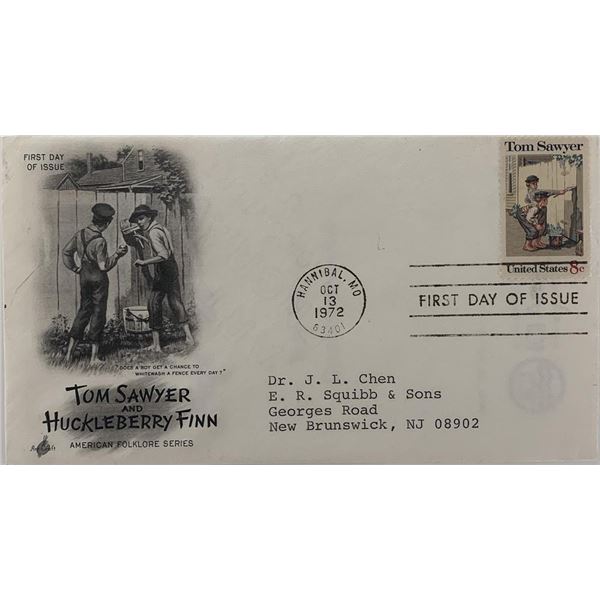 FIRST DAY
OF ISSUE
Tom Sawyer
United States 8c
HANNIBAL, MO
OCT
13
1972
63401
FIRST DAY OF ISSUE
"DOES A BOY GET A CHANCE TO
WHITEWASH A FENCE EVERY DAY?"
TOM SAWYER
AND
HUCKLEBERRY FINN
AMERICAN FOLKLORE SERIES
Dr. J. L. Chen
E. R. Squibb & Sons
Georges Road
New Brunswick, NJ 08902